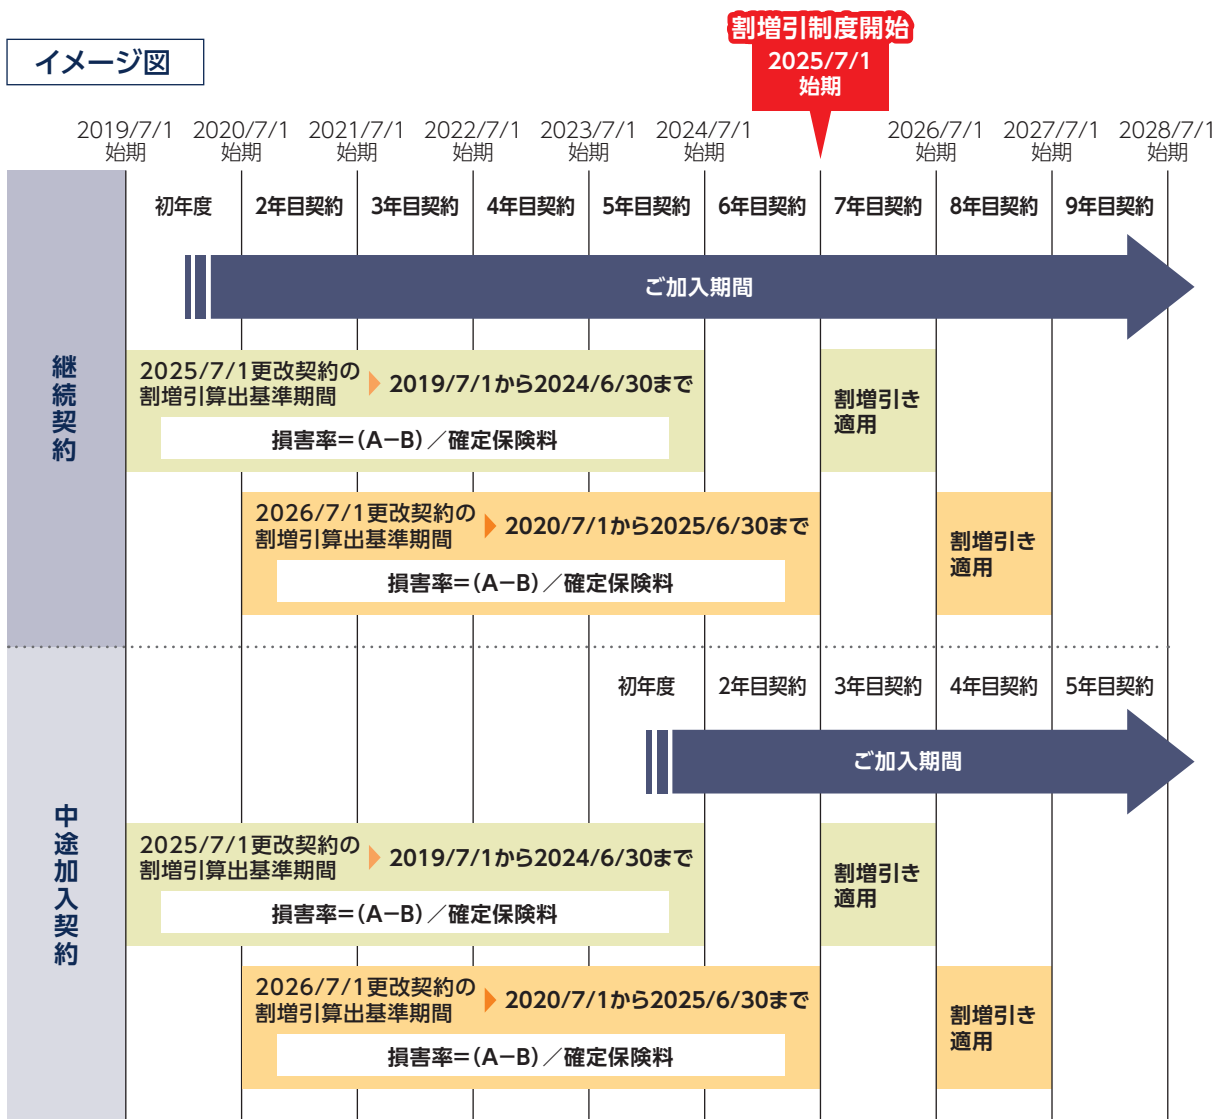 割増引制度開始
2025/7/1
始期
イメージ図
2019/7/1
始期
2020/7/1
始期
2021/7/1
始期
2022/7/1
始期
2023/7/1
始期
2024/7/1
始期
2026/7/1
始期
2027/7/1
始期
2028/7/1
始期
継続契約
初年度
2年目契約
3年目契約
4年目契約
5年目契約
6年目契約
7年目契約
8年目契約
9年目契約
ご加入期間
2025/7/1更改契約の
割増引算出基準期間
2019/7/1から2024/6/30まで
損害率=(A−B)／確定保険料
割増引き
適用
2026/7/1更改契約の
割増引算出基準期間
2020/7/1から2025/6/30まで
損害率=(A−B)／確定保険料
割増引き
適用
中途加入契約
初年度
2年目契約
3年目契約
4年目契約
5年目契約
ご加入期間
2025/7/1更改契約の
割増引算出基準期間
2019/7/1から2024/6/30まで
損害率=(A−B)／確定保険料
割増引き
適用
2026/7/1更改契約の
割増引算出基準期間
2020/7/1から2025/6/30まで
損害率=(A−B)／確定保険料
割増引き
適用